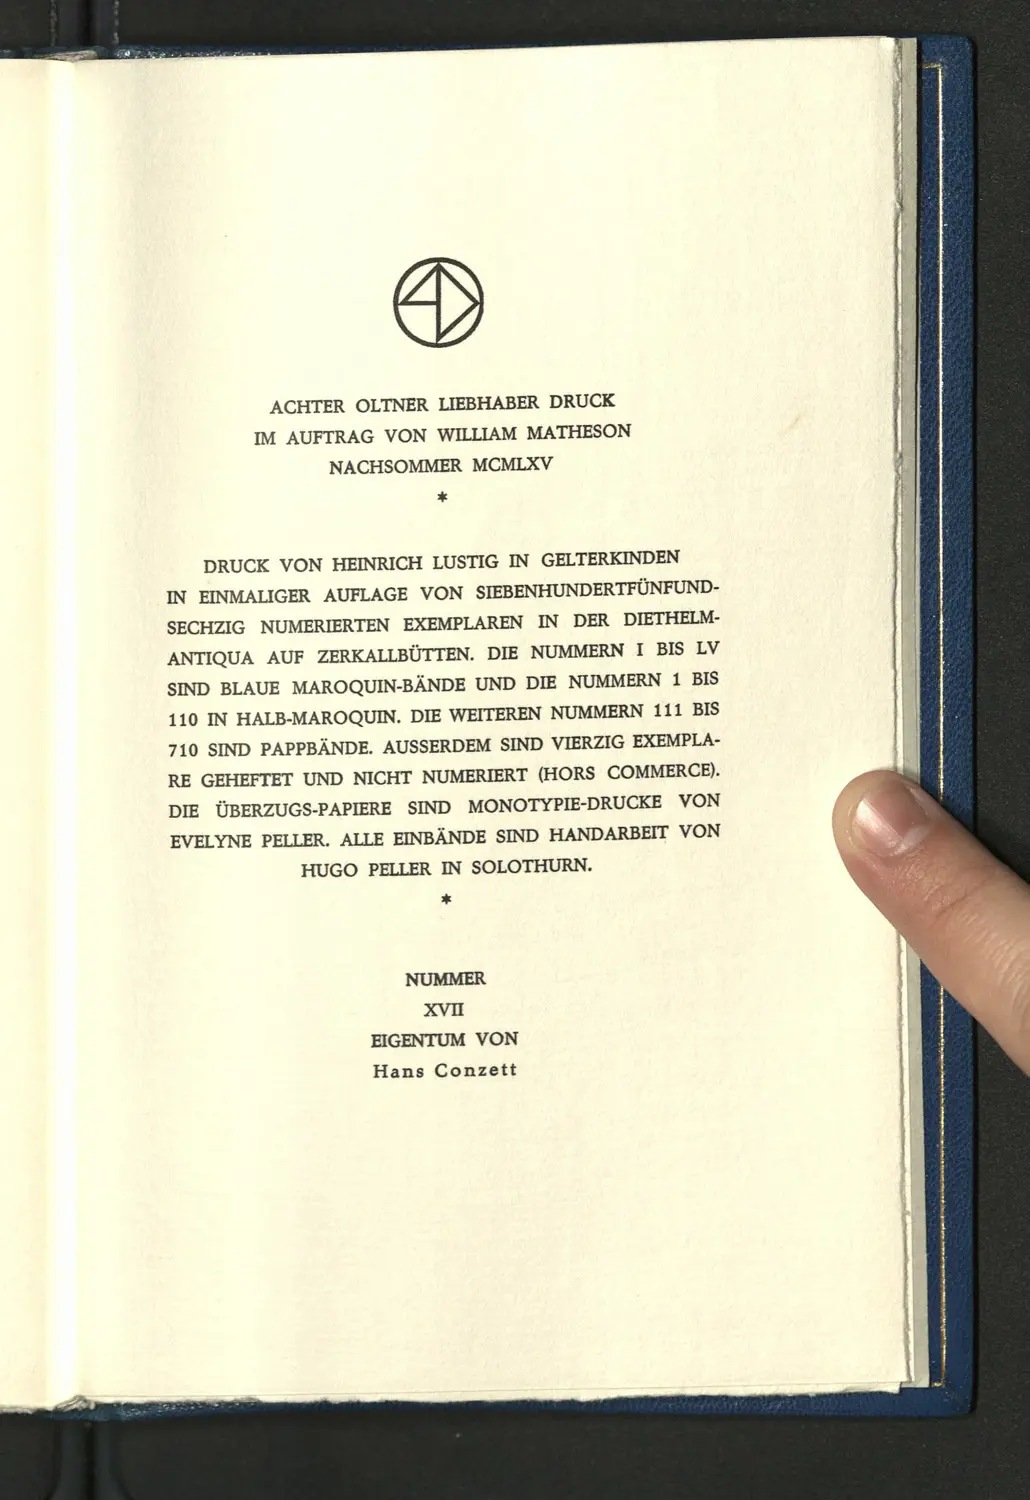 ACHTER OLTNER LIEBHABER DRUCK
IM AUFTRAG VON WILLIAM MATHESON
NACHSOMMER MCMLXV
*
DRUCK VON HEINRICH LUSTIG IN GELTERKINDEN
IN EINMALIGER AUFLAGE VON SIEBENHUNDERTFÜNFUND-
SECHZIG NUMERIERTEN EXEMPLAREN IN DER DIETHELM-
ANTIQUA AUF ZERKALLBÜTTEN. DIE NUMMERN I BIS LV
SIND BLAUE MAROQUIN-BÄNDE UND DIE NUMMERN 1 BIS
110 IN HALB-MAROQUIN. DIE WEITEREN NUMMERN 111 BIS
710 SIND PAPPBÄNDE. AUSSERDEM SIND VIERZIG EXEMPLA-
RE GEHEFTET UND NICHT NUMERIERT (HORS COMMERCE).
DIE ÜBERZUGS-PAPIERE SIND MONOTYPIE-DRUCKE VON
EVELYNE PELLER. ALLE EINBÄNDE SIND HANDARBEIT VON
HUGO PELLER IN SOLOTHURN.
*
NUMMER
XVII
EIGENTUM VON
Hans Conzett